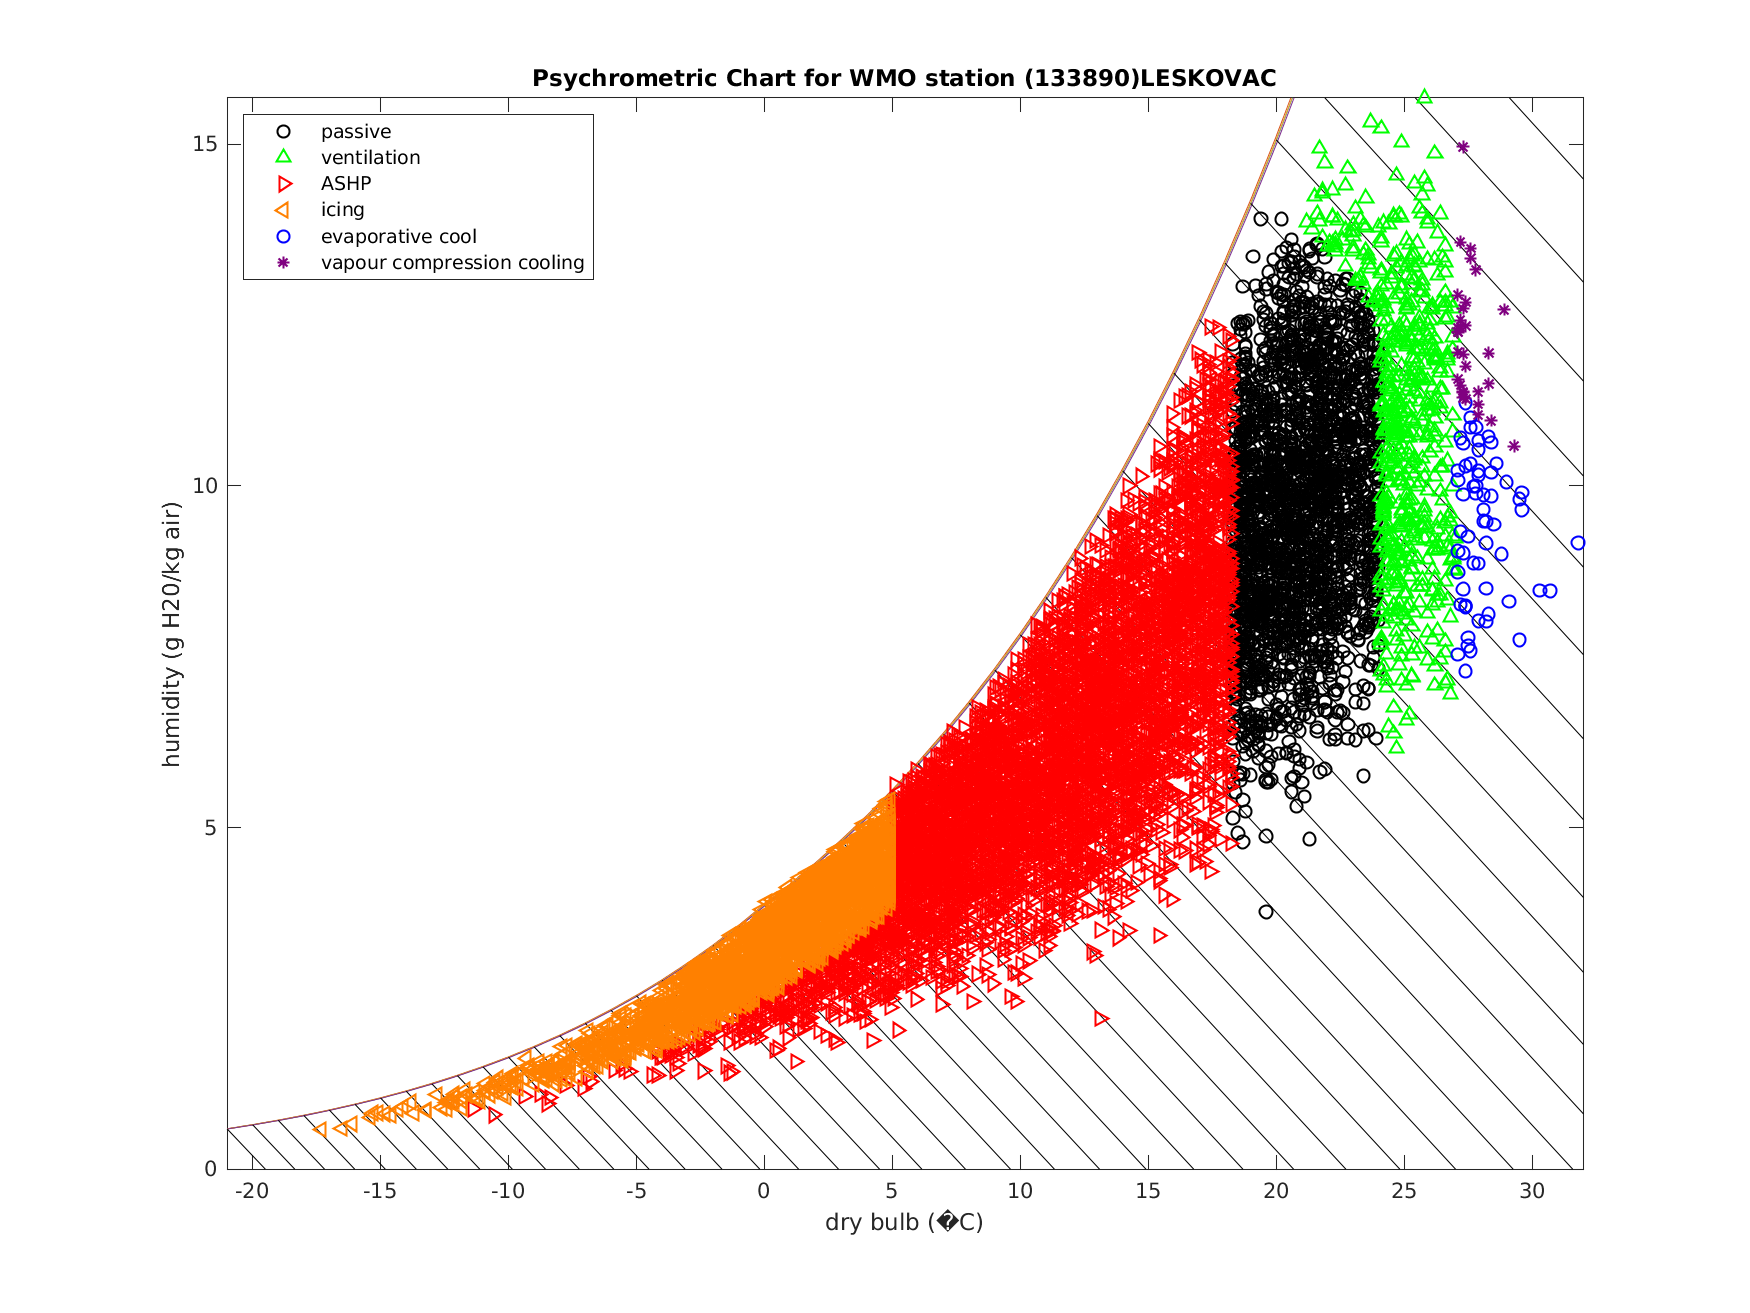 Psychrometric Chart for WMO station (133890)LESKOVAC
passive
ventilation
ASHP
icing
evaporative cool
vapour compression cooling
15
10
5
0
humidity (g H20/kg air)
-20 -15 -10 -5 0 5 10 15 20 25 30
dry bulb (�C)